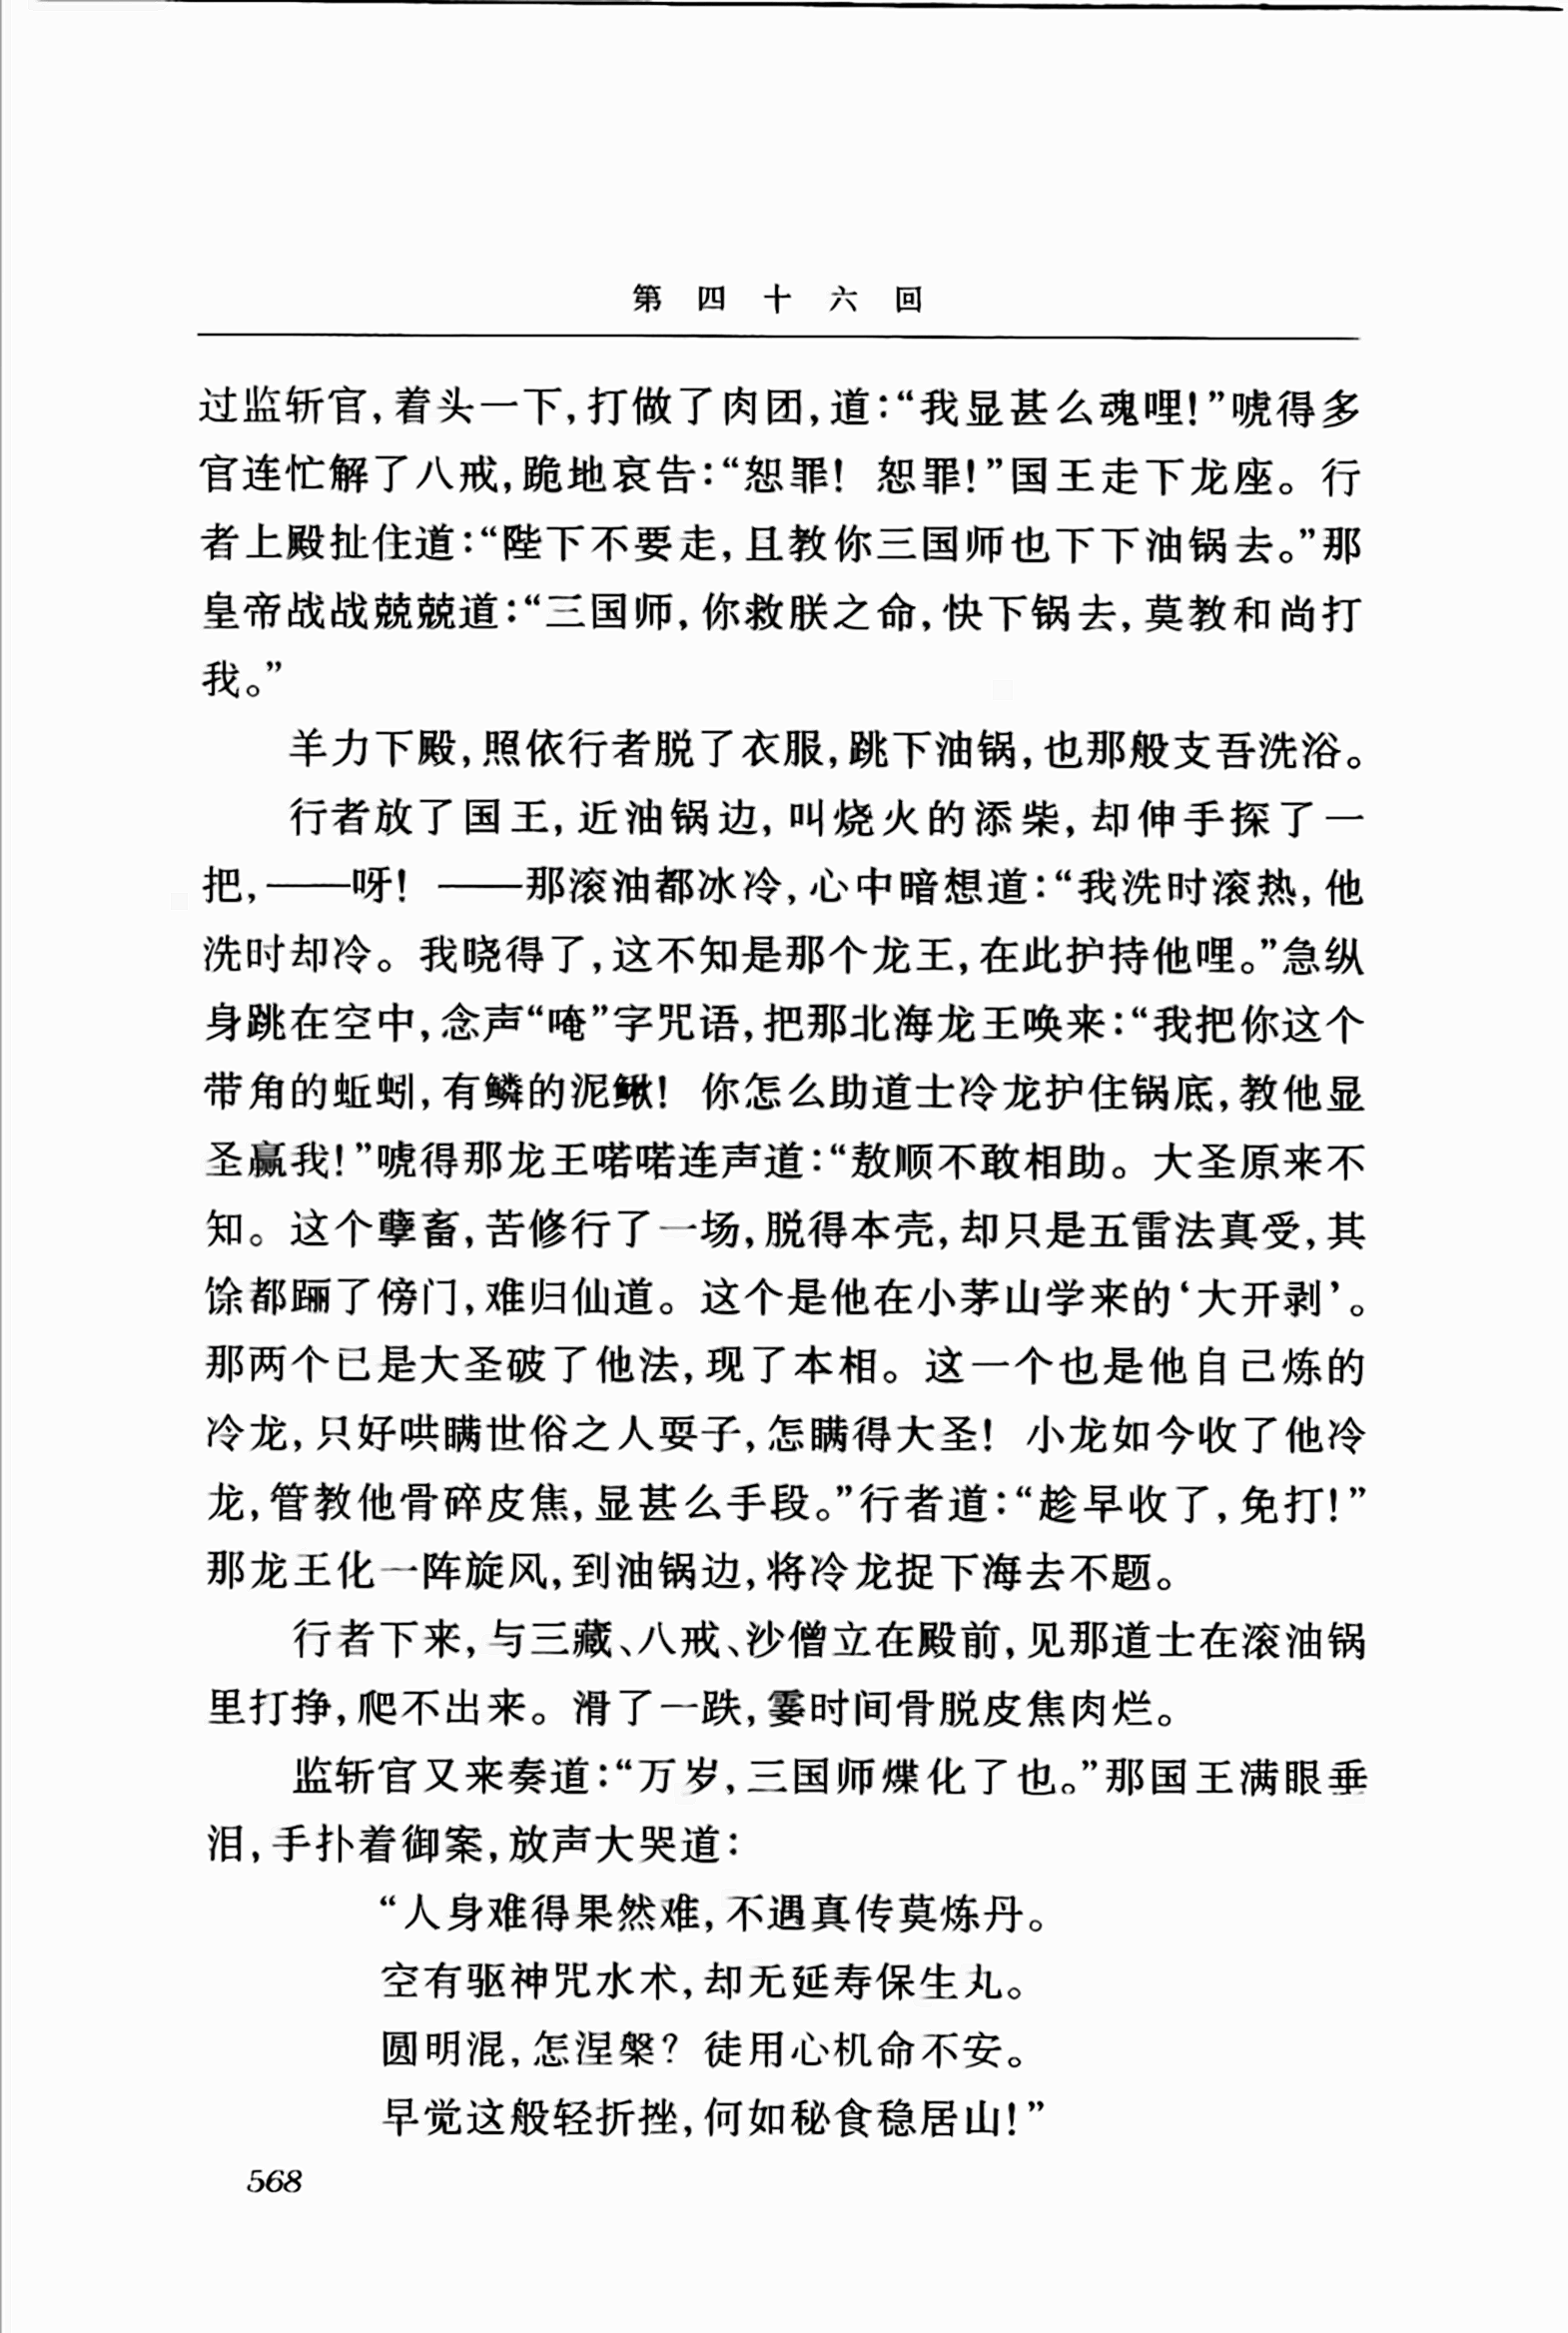 第四十六回
过监斩官，着头一下，打做了肉团，道：“我显甚么魂哩！”唬得多
官连忙解了八戒，跪地哀告：“恕罪！恕罪！”国王走下龙座。行
者上殿扯住道：“陛下不要走，且教你三国师也下下油锅去。”那
皇帝战战兢兢道：“三国师，你救朕之命，快下锅去，莫教和尚打
我。”
羊力下殿，照依行者脱了衣服，跳下油锅，也那般支吾洗浴。
行者放了国王，近油锅边，叫烧火的添柴，却伸手探了一
把，——呀！——那滚油都冰冷，心中暗想道：“我洗时滚热，他
洗时却冷。我晓得了，这不知是那个龙王，在此护持他哩。”急纵
身跳在空中，念声“唵”字咒语，把那北海龙王唤来：“我把你这个
带角的蚯蚓，有鳞的泥鳅！你怎么助道士冷龙护住锅底，教他显
圣赢我！”唬得那龙王喏喏连声道：“敖顺不敢相助。大圣原来不
知。这个孽畜，苦修行了一场，脱得本壳，却只是五雷法真受，其
馀都𫏋了傍门，难归仙道。这个是他在小茅山学来的‘大开剥’。
那两个已是大圣破了他法，现了本相。这一个也是他自己炼的
冷龙，只好哄瞒世俗之人耍子，怎瞒得大圣！小龙如今收了他冷
龙，管教他骨碎皮焦，显甚么手段。”行者道：“趁早收了，免打！”
那龙王化一阵旋风，到油锅边，将冷龙捉下海去不题。
行者下来，与三藏、八戒、沙僧立在殿前，见那道士在滚油锅
里打挣，爬不出来。滑了一跌，霎时间骨脱皮焦肉烂。
监斩官又来奏道：“万岁，三国师煠化了也。”那国王满眼垂
泪，手扑着御案，放声大哭道：
“人身难得果然难，不遇真传莫炼丹。
空有驱神咒水术，却无延寿保生丸。
圆明混，怎涅槃？徒用心机命不安。
早觉这般轻折挫，何如秘食稳居山！”
568